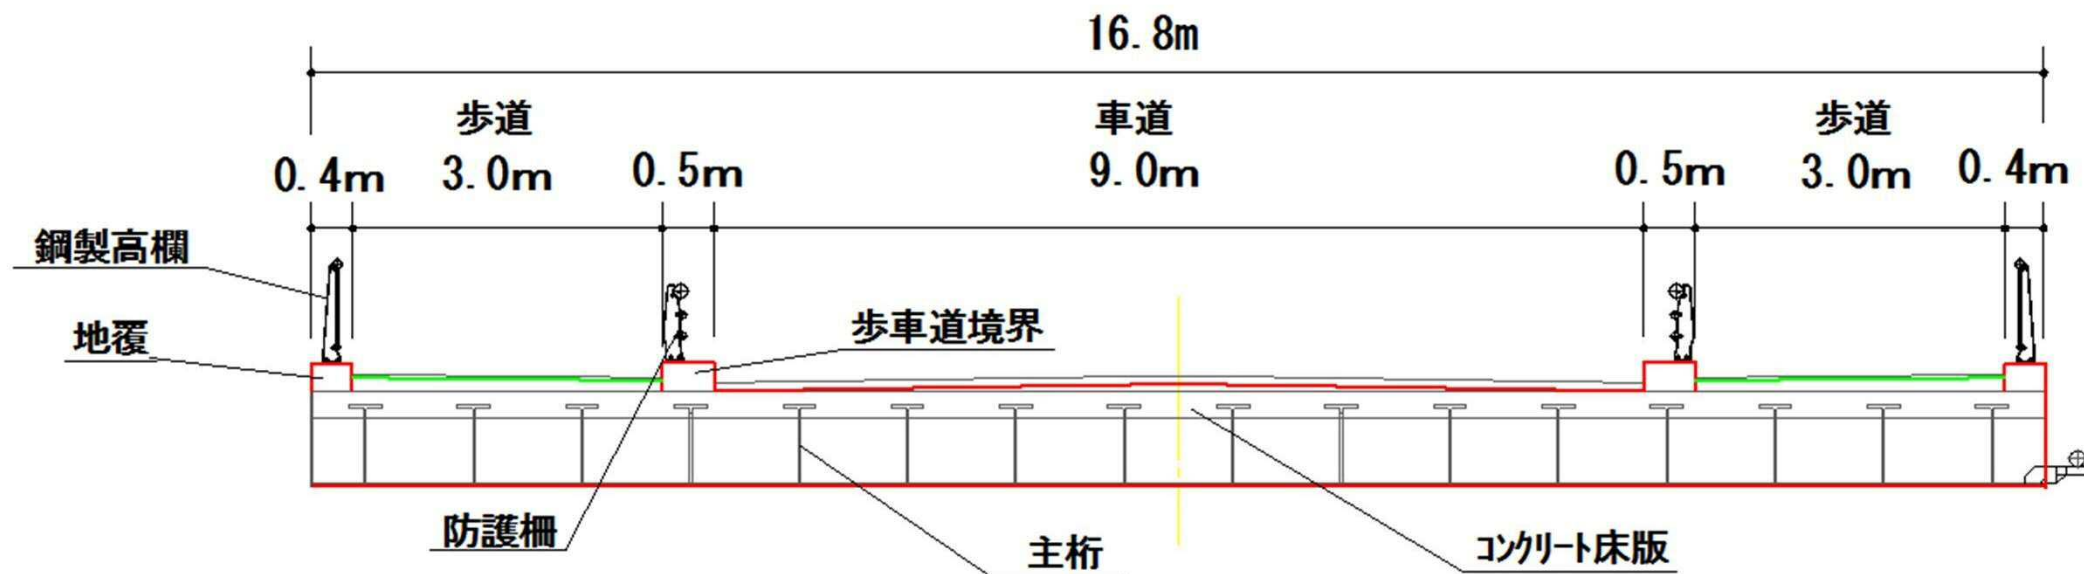 16.8m
歩道
車道
歩道
0.4m
3.0m
0.5m
9.0m
0.5m
3.0m
0.4m
鋼製高欄
地覆
歩車道境界
防護柵
主桁
コンクリート床版